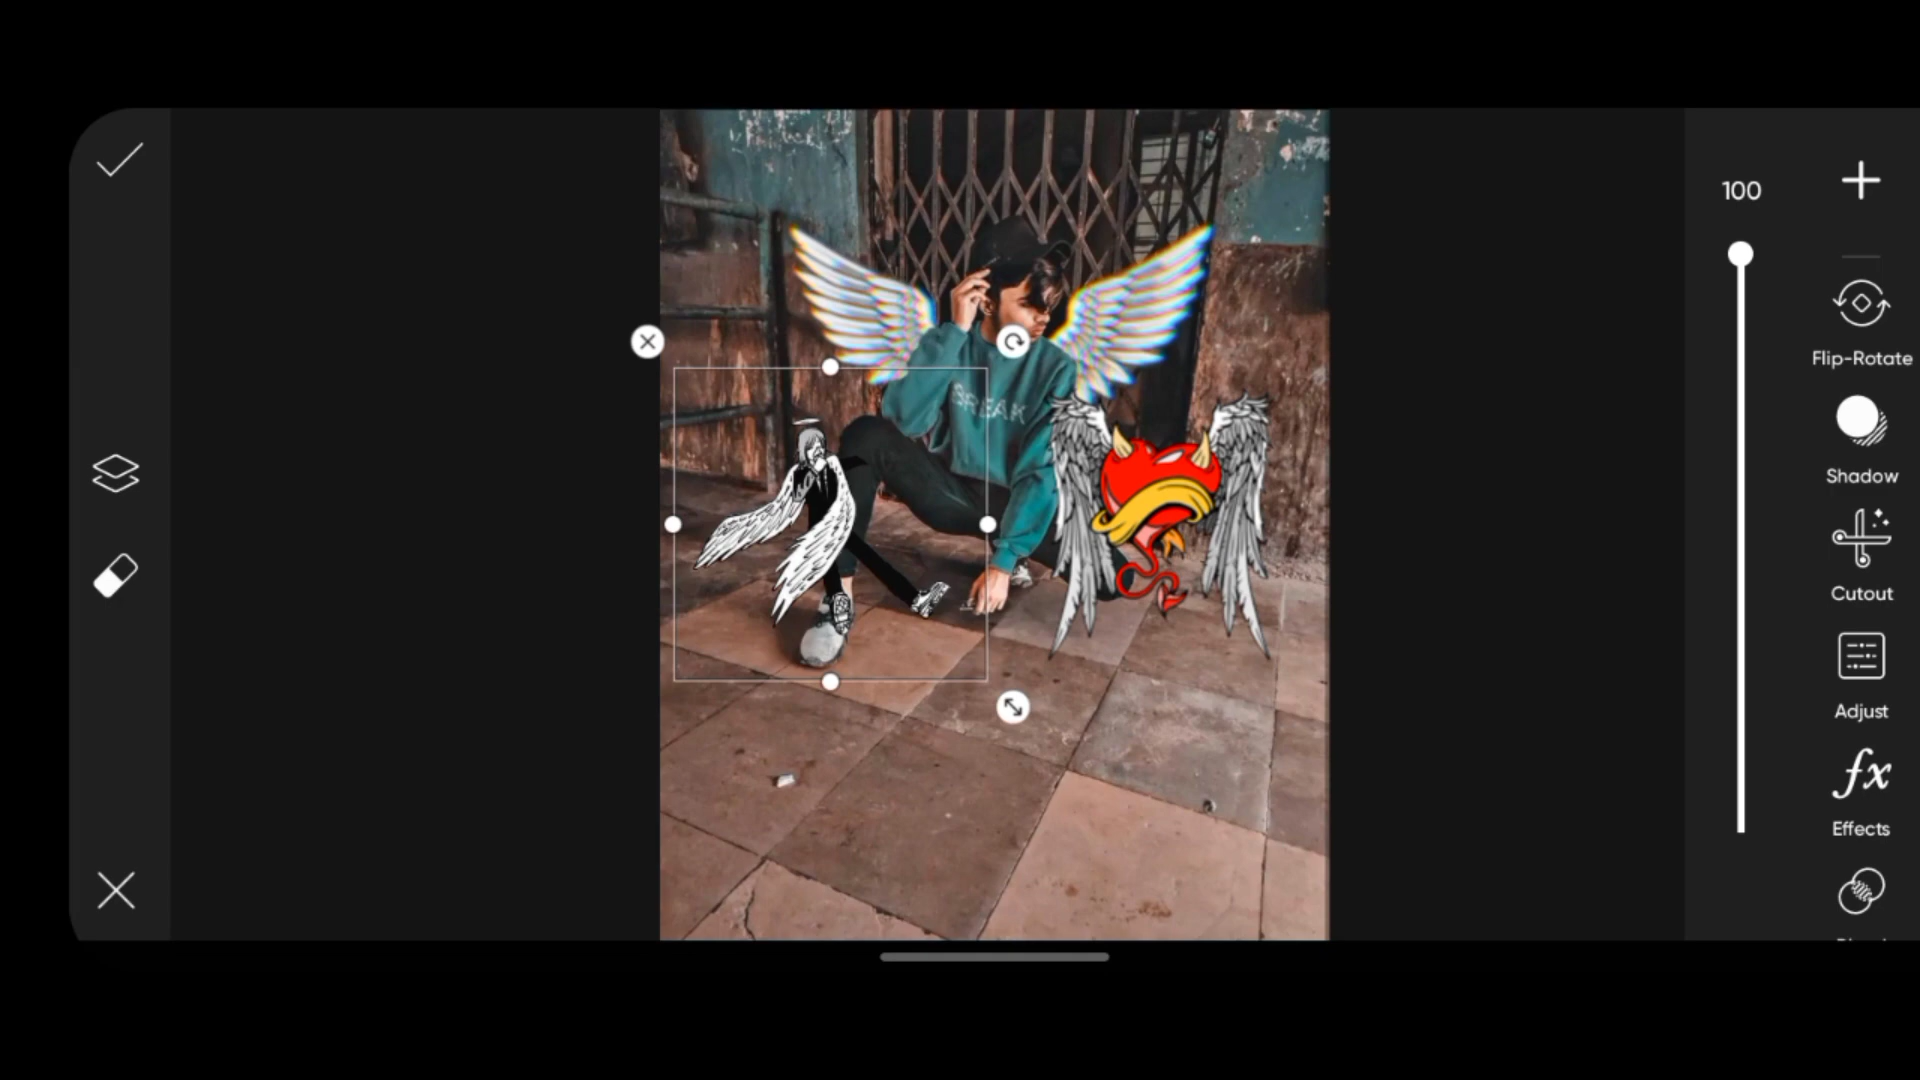 100
Flip-Rotate
BREAK
Shadow
Cutout
Adjust
fx
Effects